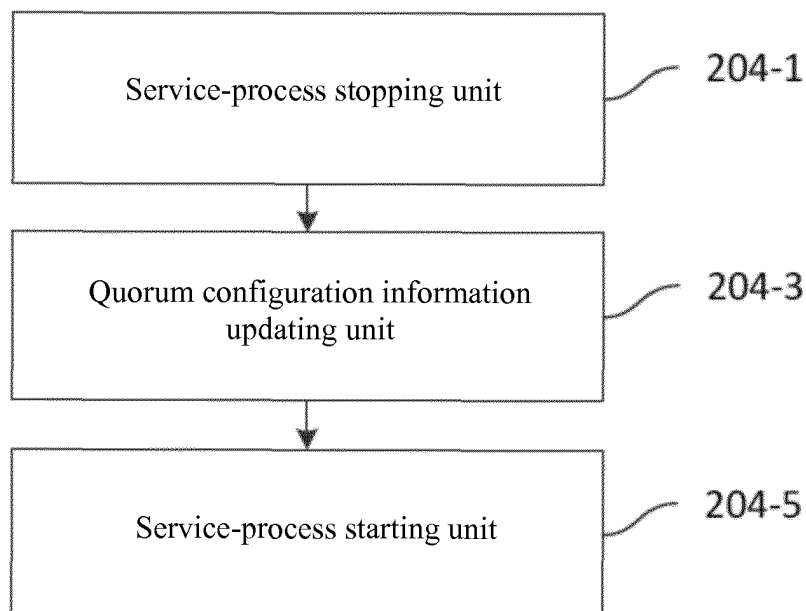 Service-process stopping unit
204-1
Quorum configuration information
updating unit
204-3
Service-process starting unit
204-5